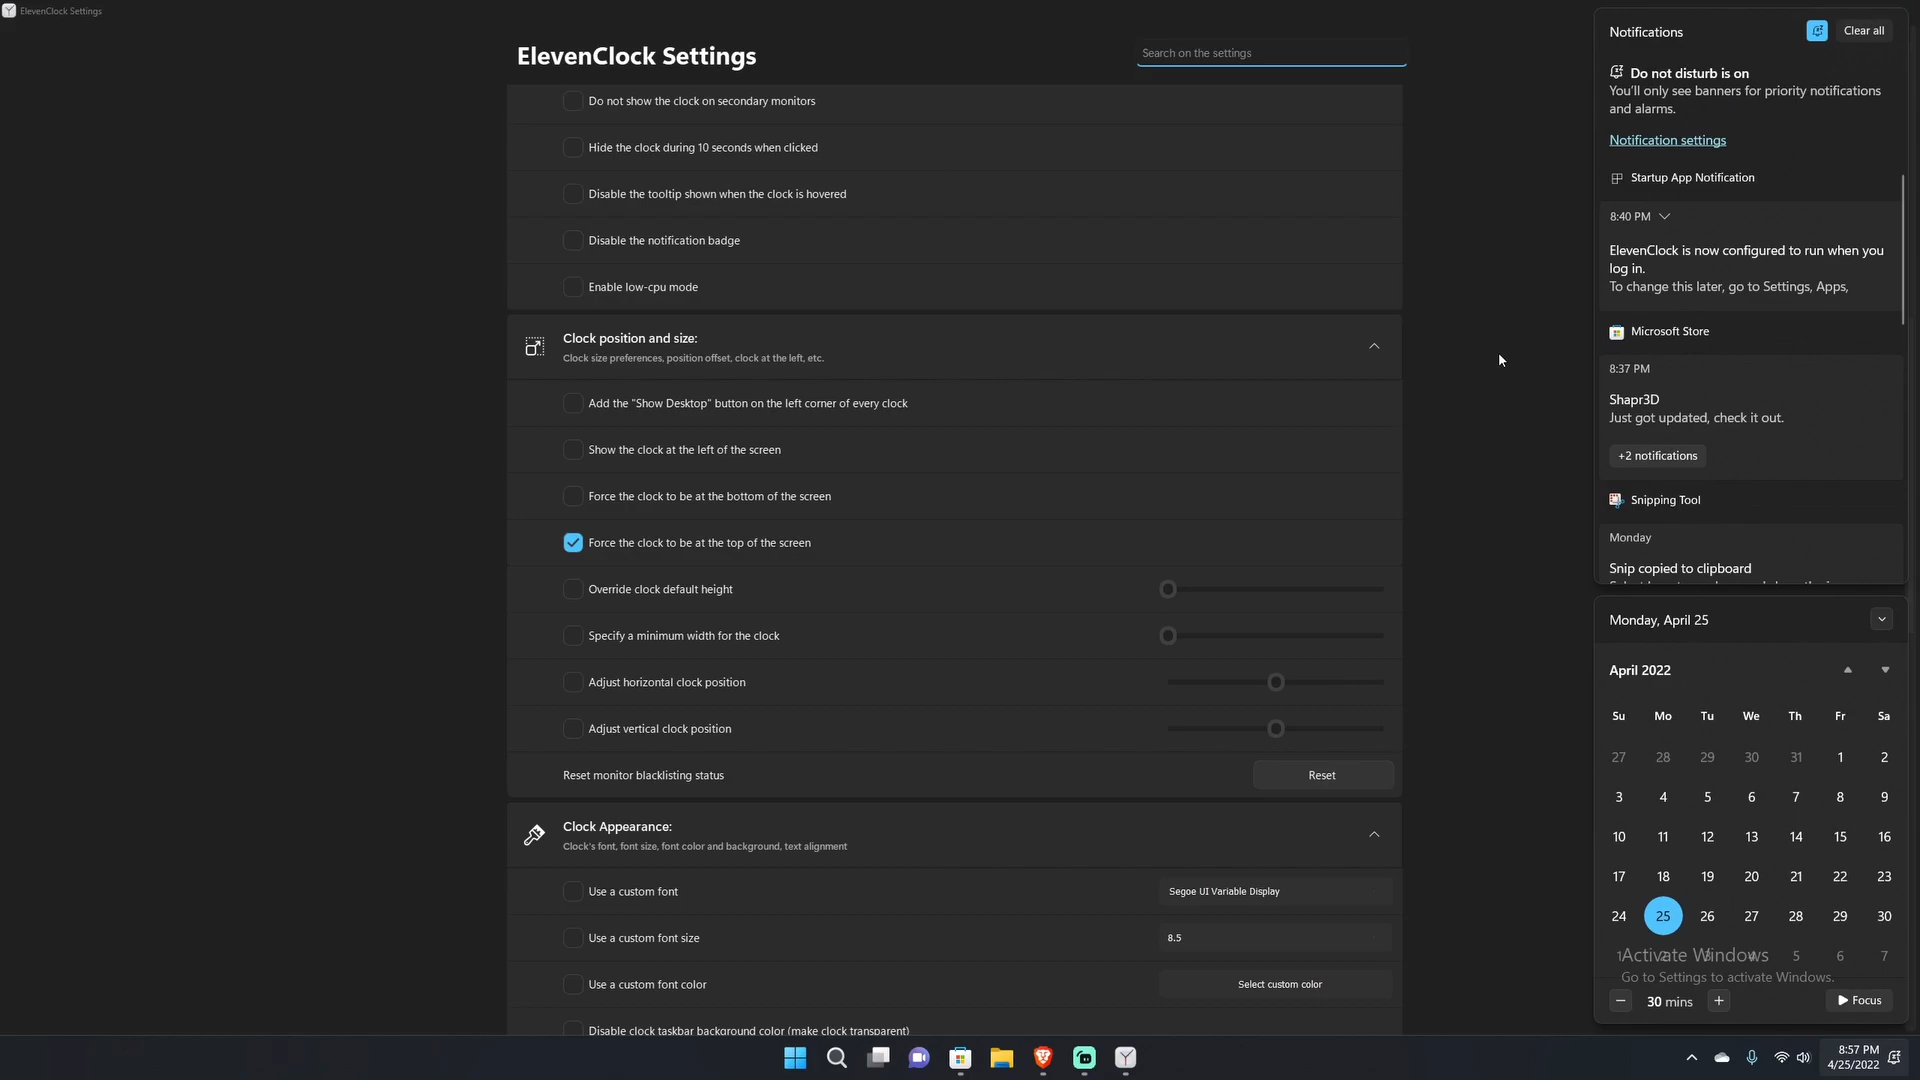 ElevenClock Settings
ElevenClock Settings
Search on the settings
Do not show the clock on secondary monitors
Hide the clock during 10 seconds when clicked
Disable the tooltip shown when the clock is hovered
Disable the notification badge
Enable low-cpu mode
Clock position and size:
Clock size preferences, position offset, clock at the left, etc.
Add the "Show Desktop" button on the left corner of every clock
Show the clock at the left of the screen
Force the clock to be at the bottom of the screen
Force the clock to be at the top of the screen
Override clock default height
Specify a minimum width for the clock
Adjust horizontal clock position
Adjust vertical clock position
Reset monitor blacklisting status
Reset
Clock Appearance:
Clock's font, font size, font color and background, text alignment
Use a custom font
Segoe UI Variable Display
Use a custom font size
8.5
Use a custom font color
Select custom color
Disable clock taskbar background color (make clock transparent)
Notifications
Clear all
Do not disturb is on
You'll only see banners for priority notifications
and alarms.
Notification settings
Startup App Notification
8:40 PM
ElevenClock is now configured to run when you
log in.
To change this later, go to Settings, Apps,
Microsoft Store
8:37 PM
Shapr3D
Just got updated, check it out.
+2 notifications
Snipping Tool
Monday
Snip copied to clipboard
Monday, April 25
April 2022
Su Mo Tu We Th Fr Sa
27 28 29 30 31 1 2
3 4 5 6 7 8 9
10 11 12 13 14 15 16
17 18 19 20 21 22 23
24 25 26 27 28 29 30
1 2 3 4 5 6 7
Activate Windows
Go to Settings to activate Windows.
30 mins
Focus
8:57 PM
4/25/2022